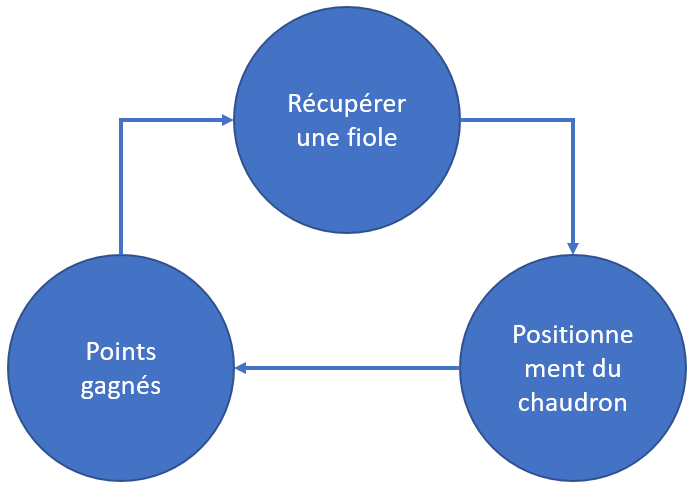 Récupérer
une fiole
Positionne
ment du
chaudron
Points
gagnés